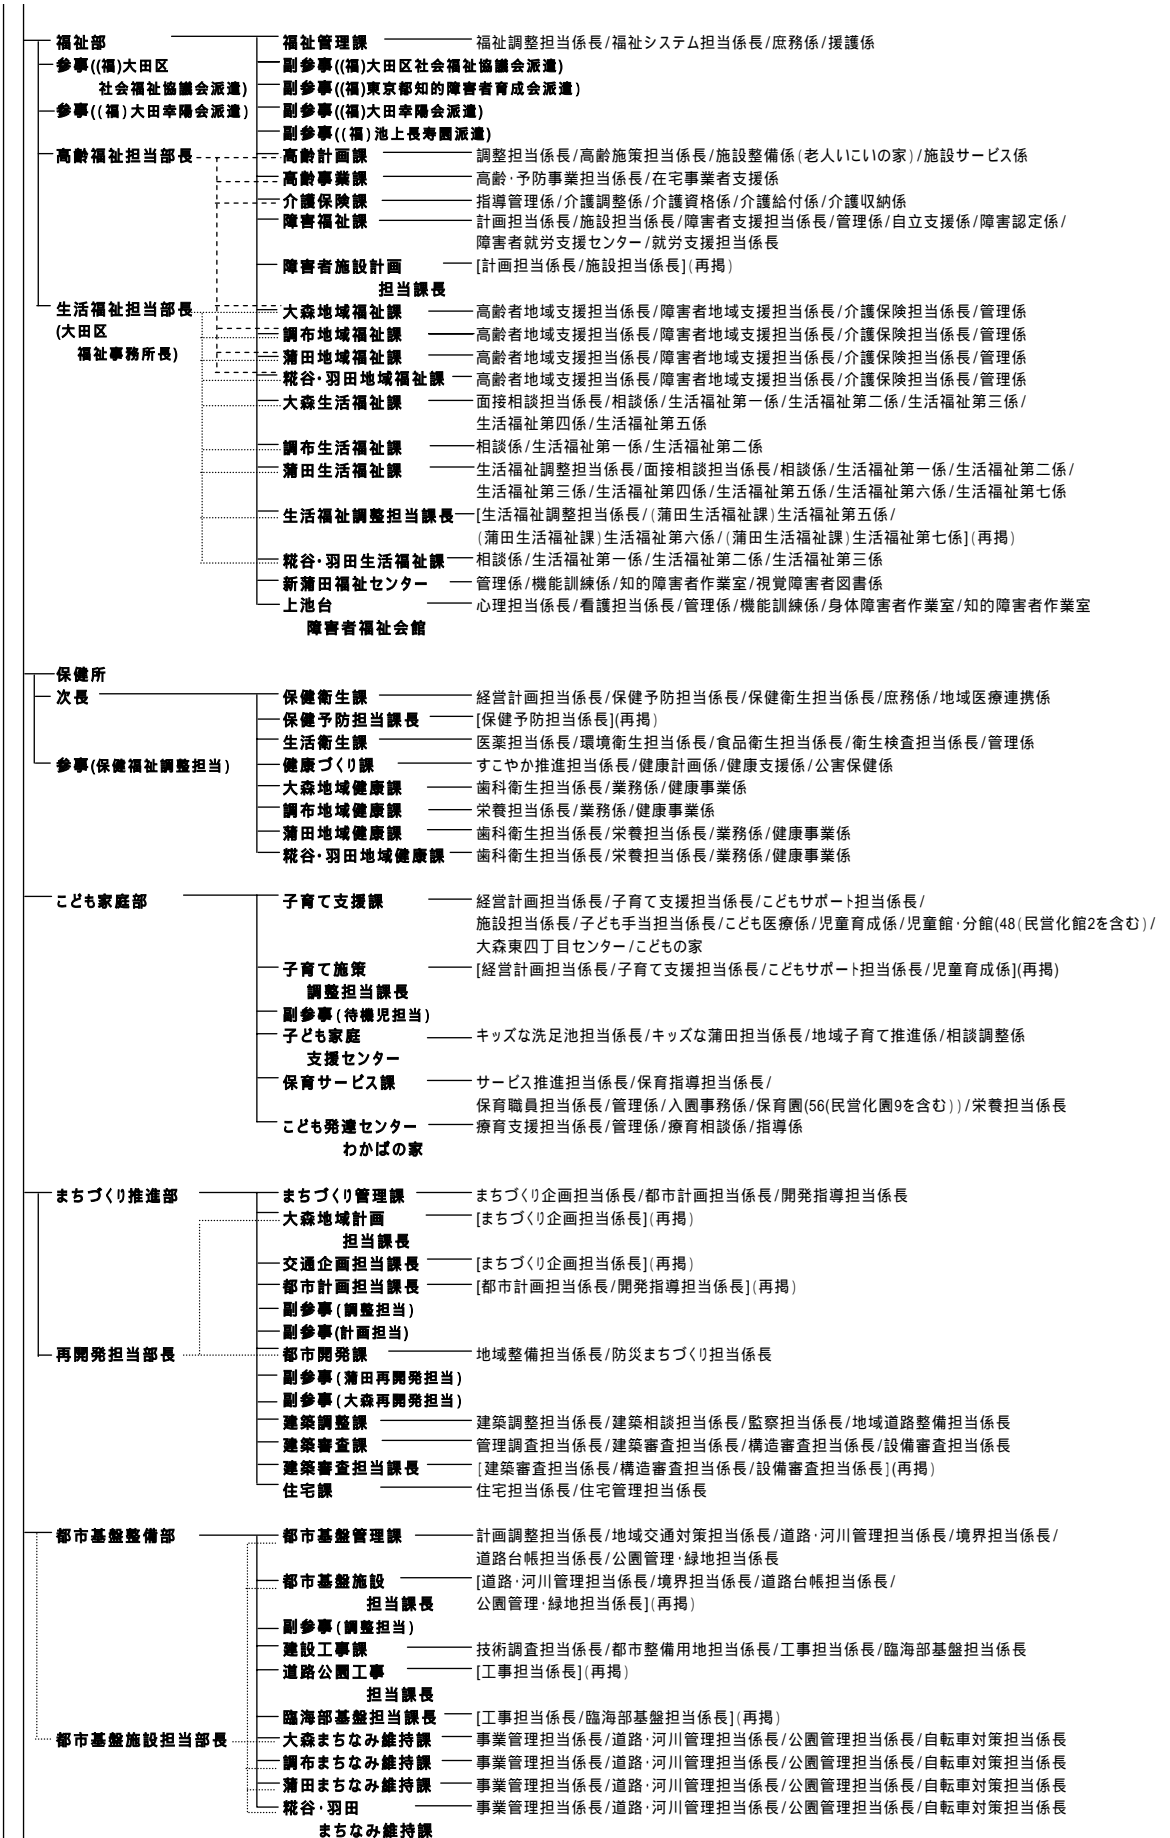 福祉部 福祉管理課 福祉調整担当係長/福祉システム担当係長/庶務係/援護係
参事((福)大田区 副参事((福)大田区社会福祉協議会派遣)
社会福祉協議会派遣) 副参事((福)東京都知的障害者育成会派遣)
参事((福)大田幸陽会派遣) 副参事((福)大田幸陽会派遣)
副参事((福)池上長寿園派遣)
高齢福祉担当部長 高齢計画課 調整担当係長/高齢施策担当係長/施設整備係(老人いこいの家)/施設サービス係
高齢事業課 高齢・予防事業担当係長/在宅事業者支援係
介護保険課 指導管理係/介護調整係/介護資格係/介護給付係/介護収納係
障害福祉課 計画担当係長/施設担当係長/障害者支援担当係長/管理係/自立支援係/障害認定係/
障害者就労支援センター/就労支援担当係長
障害者施設計画 [計画担当係長/施設担当係長](再掲)
担当課長
生活福祉担当部長 大森地域福祉課 高齢者地域支援担当係長/障害者地域支援担当係長/介護保険担当係長/管理係
(大田区 調布地域福祉課 高齢者地域支援担当係長/障害者地域支援担当係長/介護保険担当係長/管理係
福祉事務所長) 蒲田地域福祉課 高齢者地域支援担当係長/障害者地域支援担当係長/介護保険担当係長/管理係
糀谷・羽田地域福祉課 高齢者地域支援担当係長/障害者地域支援担当係長/介護保険担当係長/管理係
大森生活福祉課 面接相談担当係長/相談係/生活福祉第一係/生活福祉第二係/生活福祉第三係/
生活福祉第四係/生活福祉第五係
調布生活福祉課 相談係/生活福祉第一係/生活福祉第二係
蒲田生活福祉課 生活福祉調整担当係長/面接相談担当係長/相談係/生活福祉第一係/生活福祉第二係/
生活福祉第三係/生活福祉第四係/生活福祉第五係/生活福祉第六係/生活福祉第七係
生活福祉調整担当課長 [生活福祉調整担当係長/(蒲田生活福祉課)生活福祉第五係/
(蒲田生活福祉課)生活福祉第六係/(蒲田生活福祉課)生活福祉第七係](再掲)
糀谷・羽田生活福祉課 相談係/生活福祉第一係/生活福祉第二係/生活福祉第三係
新蒲田福祉センター 管理係/機能訓練係/知的障害者作業室/視覚障害者図書係
上池台 心理担当係長/看護担当係長/管理係/機能訓練係/身体障害者作業室/知的障害者作業室
障害者福祉会館
保健所
次長 保健衛生課 経営計画担当係長/保健予防担当係長/保健衛生担当係長/庶務係/地域医療連携係
保健予防担当課長 [保健予防担当係長](再掲)
生活衛生課 医薬担当係長/環境衛生担当係長/食品衛生担当係長/衛生検査担当係長/管理係
参事(保健福祉調整担当) 健康づくり課 すこやか推進担当係長/健康計画係/健康支援係/公害保健係
大森地域健康課 歯科衛生担当係長/業務係/健康事業係
調布地域健康課 栄養担当係長/業務係/健康事業係
蒲田地域健康課 歯科衛生担当係長/栄養担当係長/業務係/健康事業係
糀谷・羽田地域健康課 歯科衛生担当係長/栄養担当係長/業務係/健康事業係
こども家庭部 子育て支援課 経営計画担当係長/子育て支援担当係長/こどもサポート担当係長/
施設担当係長/子ども手当担当係長/こども医療係/児童育成係/児童館・分館(48(民営化館2を含む)/
大森東四丁目センター/こどもの家
子育て施策 [経営計画担当係長/子育て支援担当係長/こどもサポート担当係長/児童育成係](再掲)
調整担当課長
副参事(待機児担当)
子ども家庭 キッズな洗足池担当係長/キッズな蒲田担当係長/地域子育て推進係/相談調整係
支援センター
保育サービス課 サービス推進担当係長/保育指導担当係長/
保育職員担当係長/管理係/入園事務係/保育園(56(民営化園9を含む))/栄養担当係長
こども発達センター 療育支援担当係長/管理係/療育相談係/指導係
わかばの家
まちづくり推進部 まちづくり管理課 まちづくり企画担当係長/都市計画担当係長/開発指導担当係長
大森地域計画 [まちづくり企画担当係長](再掲)
担当課長
交通企画担当課長 [まちづくり企画担当係長](再掲)
都市計画担当課長 [都市計画担当係長/開発指導担当係長](再掲)
副参事(調整担当)
副参事(計画担当)
再開発担当部長 都市開発課 地域整備担当係長/防災まちづくり担当係長
副参事(蒲田再開発担当)
副参事(大森再開発担当)
建築調整課 建築調整担当係長/建築相談担当係長/監察担当係長/地域道路整備担当係長
建築審査課 管理調査担当係長/建築審査担当係長/構造審査担当係長/設備審査担当係長
建築審査担当課長 [建築審査担当係長/構造審査担当係長/設備審査担当係長](再掲)
住宅課 住宅担当係長/住宅管理担当係長
都市基盤整備部 都市基盤管理課 計画調整担当係長/地域交通対策担当係長/道路・河川管理担当係長/境界担当係長/
道路台帳担当係長/公園管理・緑地担当係長
都市基盤施設 [道路・河川管理担当係長/境界担当係長/道路台帳担当係長/
担当課長 公園管理・緑地担当係長](再掲)
副参事(調整担当)
建設工事課 技術調査担当係長/都市整備用地担当係長/工事担当係長/臨海部基盤担当係長
道路公園工事 [工事担当係長](再掲)
担当課長
臨海部基盤担当課長 [工事担当係長/臨海部基盤担当係長](再掲)
都市基盤施設担当部長 大森まちなみ維持課 事業管理担当係長/道路・河川管理担当係長/公園管理担当係長/自転車対策担当係長
調布まちなみ維持課 事業管理担当係長/道路・河川管理担当係長/公園管理担当係長/自転車対策担当係長
蒲田まちなみ維持課 事業管理担当係長/道路・河川管理担当係長/公園管理担当係長/自転車対策担当係長
糀谷・羽田 事業管理担当係長/道路・河川管理担当係長/公園管理担当係長/自転車対策担当係長
まちなみ維持課